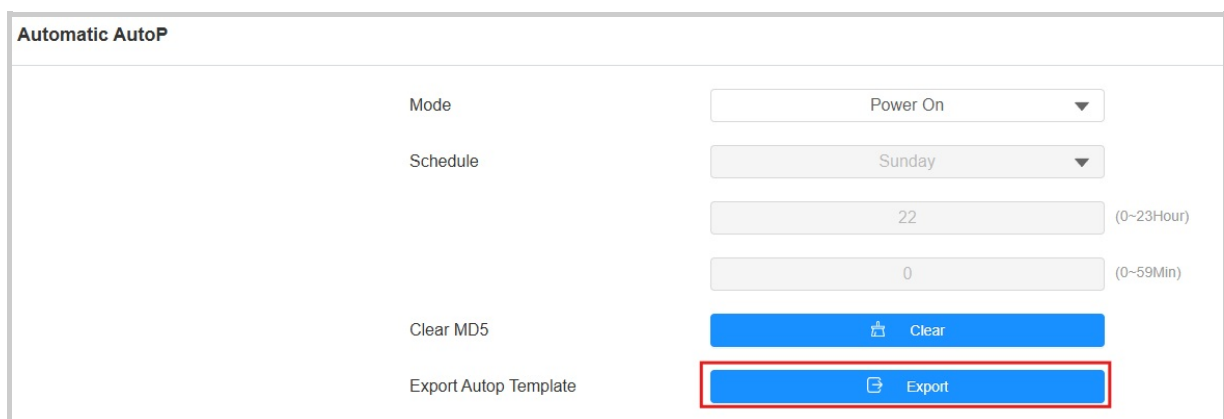 Automatic AutoP
Mode Power On
Schedule Sunday
22 (0~23Hour)
0 (0~59Min)
Clear MD5 Clear
Export Autop Template Export